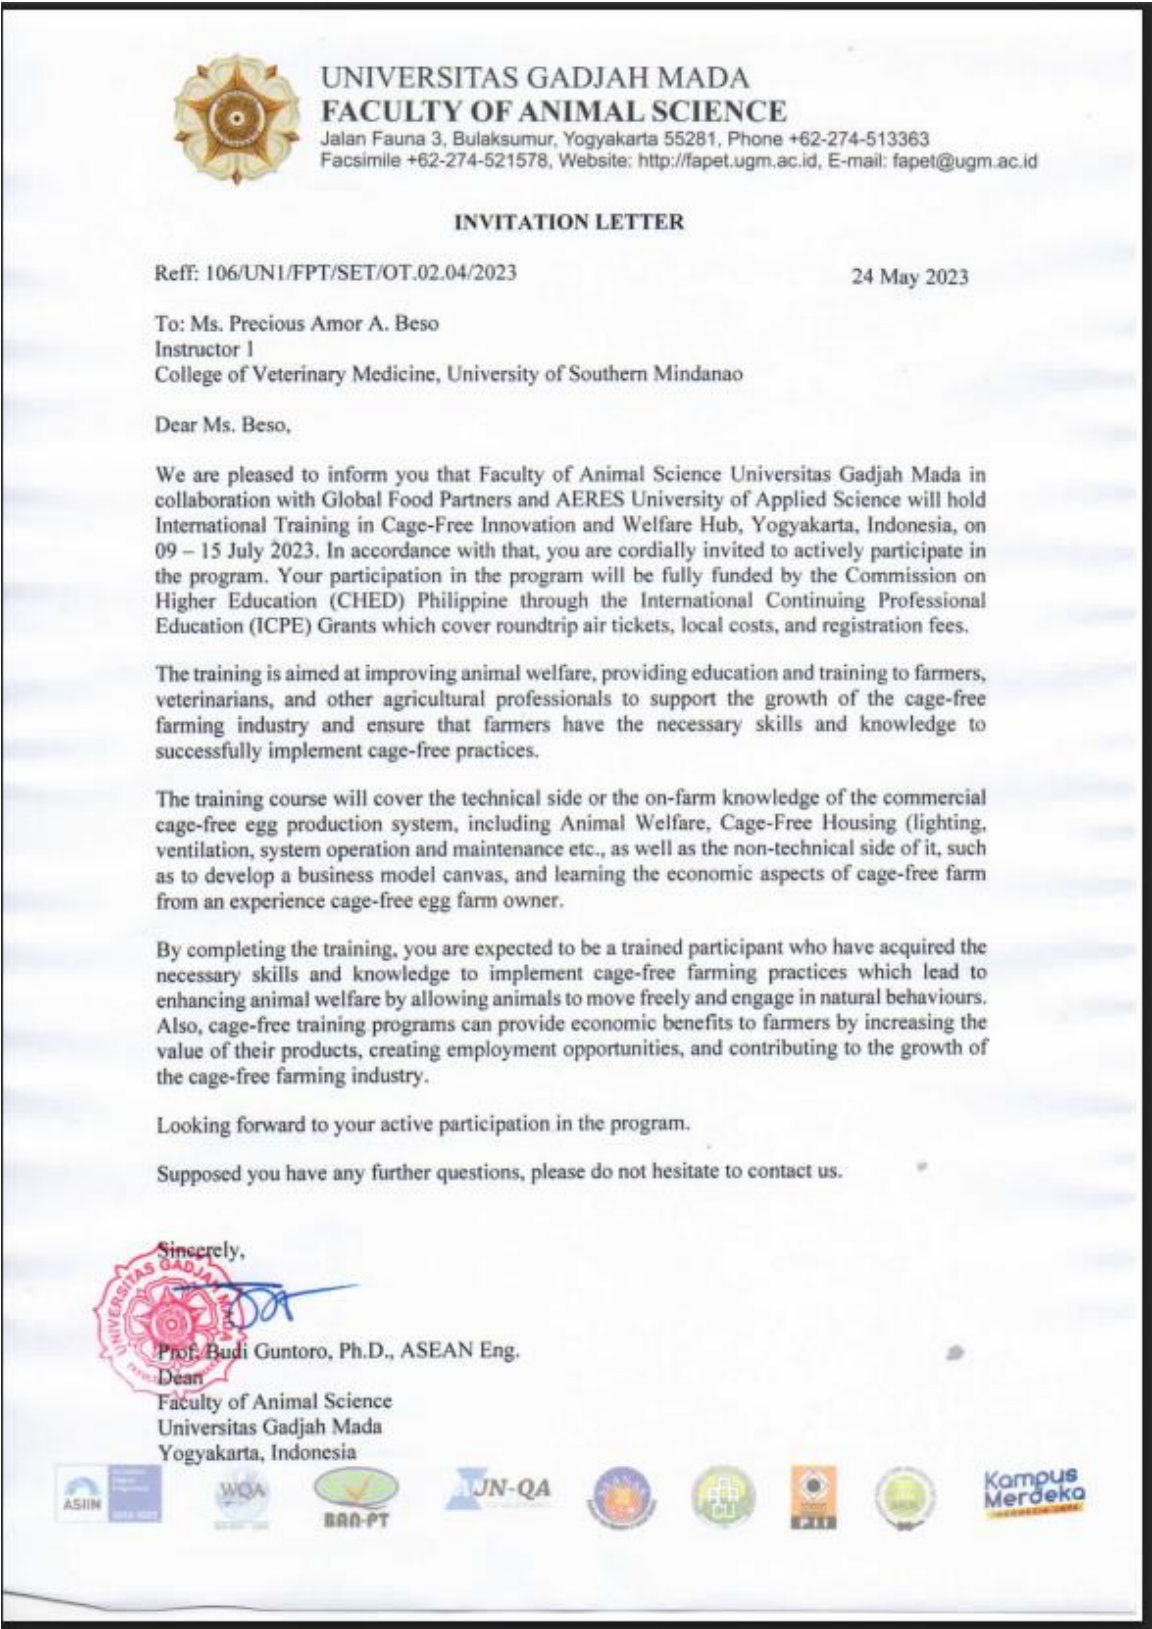 UNIVERSITAS GADJAH MADA
FACULTY OF ANIMAL SCIENCE
Jalan Fauna 3, Bulaksumur, Yogyakarta 55281, Phone +62-274-513363
Facsimile +62-274-521578, Website: http://fapet.ugm.ac.id, E-mail: fapet@ugm.ac.id
INVITATION LETTER
Reff: 106/UN1/FPT/SET/OT.02.04/2023
24 May 2023
To: Ms. Precious Amor A. Beso
Instructor 1
College of Veterinary Medicine, University of Southern Mindanao
Dear Ms. Beso,
We are pleased to inform you that Faculty of Animal Science Universitas Gadjah Mada in
collaboration with Global Food Partners and AERES University of Applied Science will hold
International Training in Cage-Free Innovation and Welfare Hub, Yogyakarta, Indonesia, on
09 – 15 July 2023. In accordance with that, you are cordially invited to actively participate in
the program. Your participation in the program will be fully funded by the Commission on
Higher Education (CHED) Philippine through the International Continuing Professional
Education (ICPE) Grants which cover roundtrip air tickets, local costs, and registration fees.
The training is aimed at improving animal welfare, providing education and training to farmers,
veterinarians, and other agricultural professionals to support the growth of the cage-free
farming industry and ensure that farmers have the necessary skills and knowledge to
successfully implement cage-free practices.
The training course will cover the technical side or the on-farm knowledge of the commercial
cage-free egg production system, including Animal Welfare, Cage-Free Housing (lighting,
ventilation, system operation and maintenance etc., as well as the non-technical side of it, such
as to develop a business model canvas, and learning the economic aspects of cage-free farm
from an experience cage-free egg farm owner.
By completing the training, you are expected to be a trained participant who have acquired the
necessary skills and knowledge to implement cage-free farming practices which lead to
enhancing animal welfare by allowing animals to move freely and engage in natural behaviours.
Also, cage-free training programs can provide economic benefits to farmers by increasing the
value of their products, creating employment opportunities, and contributing to the growth of
the cage-free farming industry.
Looking forward to your active participation in the program.
Supposed you have any further questions, please do not hesitate to contact us.
Sincerely,
UNIVERSITAS GADJAH MADA
Prof. Budi Guntoro, Ph.D., ASEAN Eng.
Dean
Faculty of Animal Science
Universitas Gadjah Mada
Yogyakarta, Indonesia
ASIIN
WQA
BAN-PT
UN-QA
PII
Kampus
Merdeka